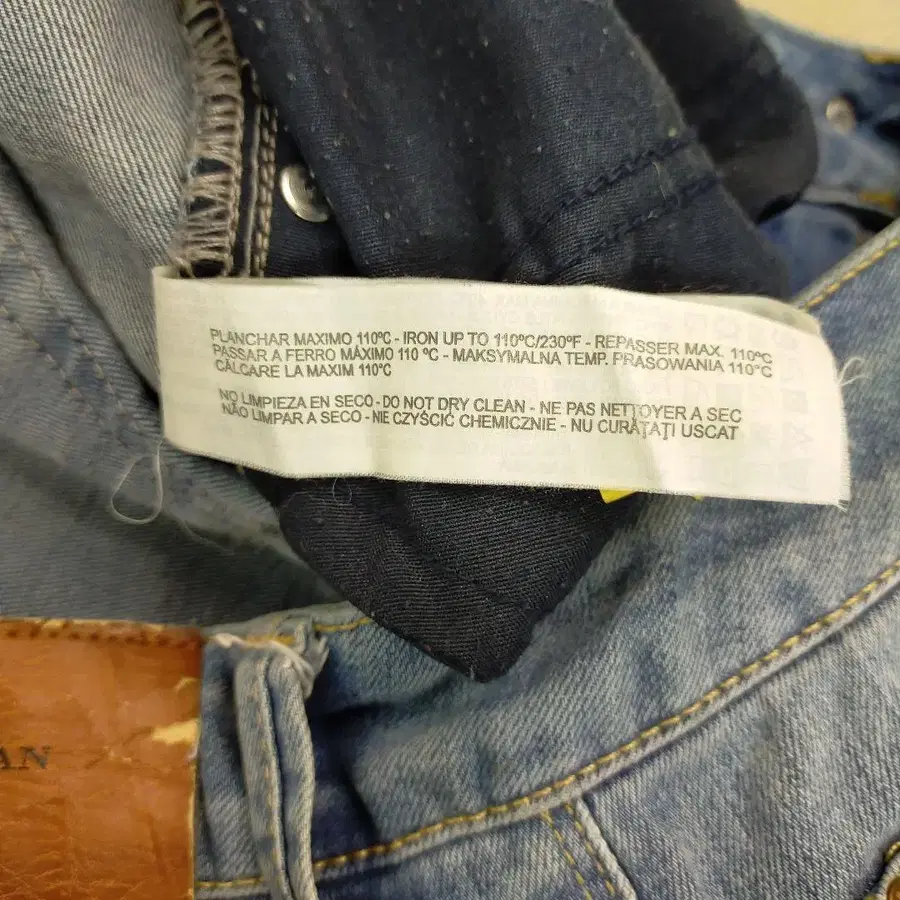 PLANCHAR MAXIMO 110ºC - IRON UP TO 110ºC/230ºF - REPASSER MAX. 110ºC
PASSAR A FERRO MÁXIMO 110 ºC - MAKSYMALNA TEMP. PRASOWANIA 110ºC
CĂLCARE LA MAXIM 110ºC
NO LIMPIEZA EN SECO - DO NOT DRY CLEAN - NE PAS NETTOYER A SEC
NÃO LIMPAR A SECO - NIE CZYŚCIĆ CHEMICZNIE - NU CURĂŢAŢI USCAT
AN